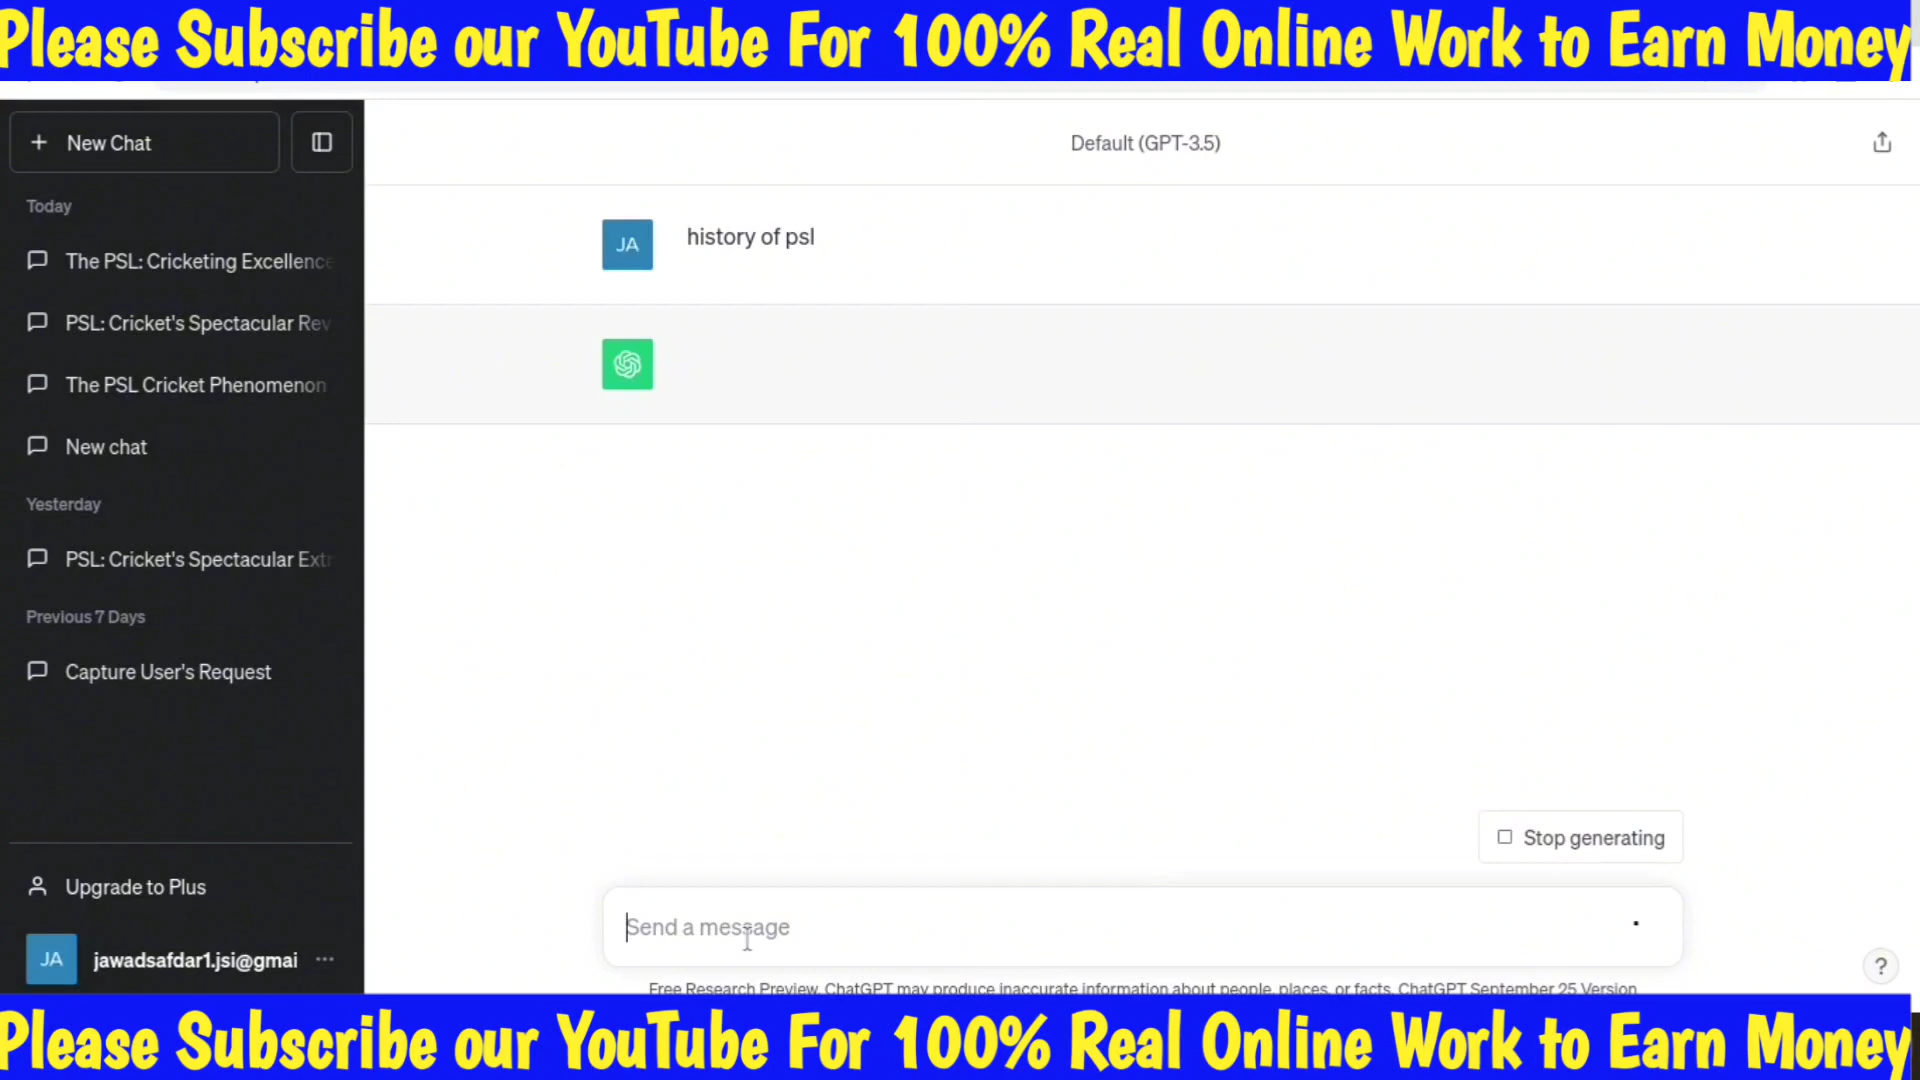 Please Subscribe our YouTube For 100% Real Online Work to Earn Money
New Chat
Default (GPT-3.5)
Today
JA
history of psl
The PSL: Cricketing Excellence
PSL: Cricket's Spectacular Rev
The PSL Cricket Phenomenon
New chat
Yesterday
PSL: Cricket's Spectacular Ext
Previous 7 Days
Capture User's Request
Stop generating
Upgrade to Plus
Send a message
JA
jawadsafdar1.jsi@gmai
?
Free Research Preview. ChatGPT may produce inaccurate information about people, places, or facts. ChatGPT September 25 Version
Please Subscribe our YouTube For 100% Real Online Work to Earn Money